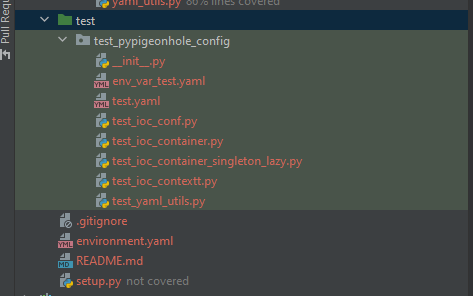 yaml_utils.py 86% lines covered
Pull Requ
test
test_pypigeonhole_config
__init__.py
env_var_test.yaml
test.yaml
test_ioc_conf.py
test_ioc_container.py
test_ioc_container_singleton_lazy.py
test_ioc_contextt.py
test_yaml_utils.py
.gitignore
environment.yaml
README.md
setup.py not covered